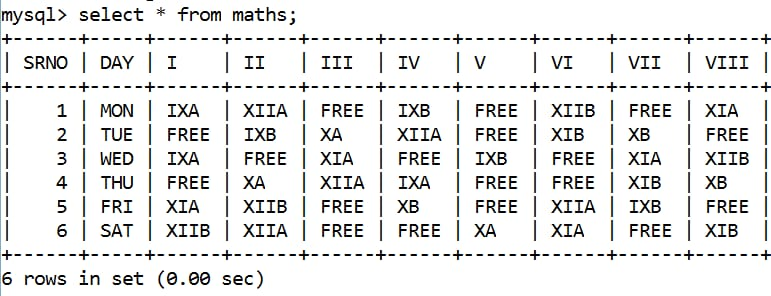 mysql> select * from maths;
+------+-----+------+------+------+------+------+------+------+------+
| SRNO | DAY | I    | II   | III  | IV   | V    | VI   | VII  | VIII |
+------+-----+------+------+------+------+------+------+------+------+
|    1 | MON | IXA  | XIIA | FREE | IXB  | FREE | XIIB | FREE | XIA  |
|    2 | TUE | FREE | IXB  | XA   | XIIA | FREE | XIB  | XB   | FREE |
|    3 | WED | IXA  | FREE | XIA  | FREE | IXB  | FREE | XIA  | XIIB |
|    4 | THU | FREE | XA   | XIIA | IXA  | FREE | FREE | XIB  | XB   |
|    5 | FRI | XIA  | XIIB | FREE | XB   | FREE | XIIA | IXB  | FREE |
|    6 | SAT | XIIB | XIIA | FREE | FREE | XA   | XIA  | FREE | XIB  |
+------+-----+------+------+------+------+------+------+------+------+
6 rows in set (0.00 sec)